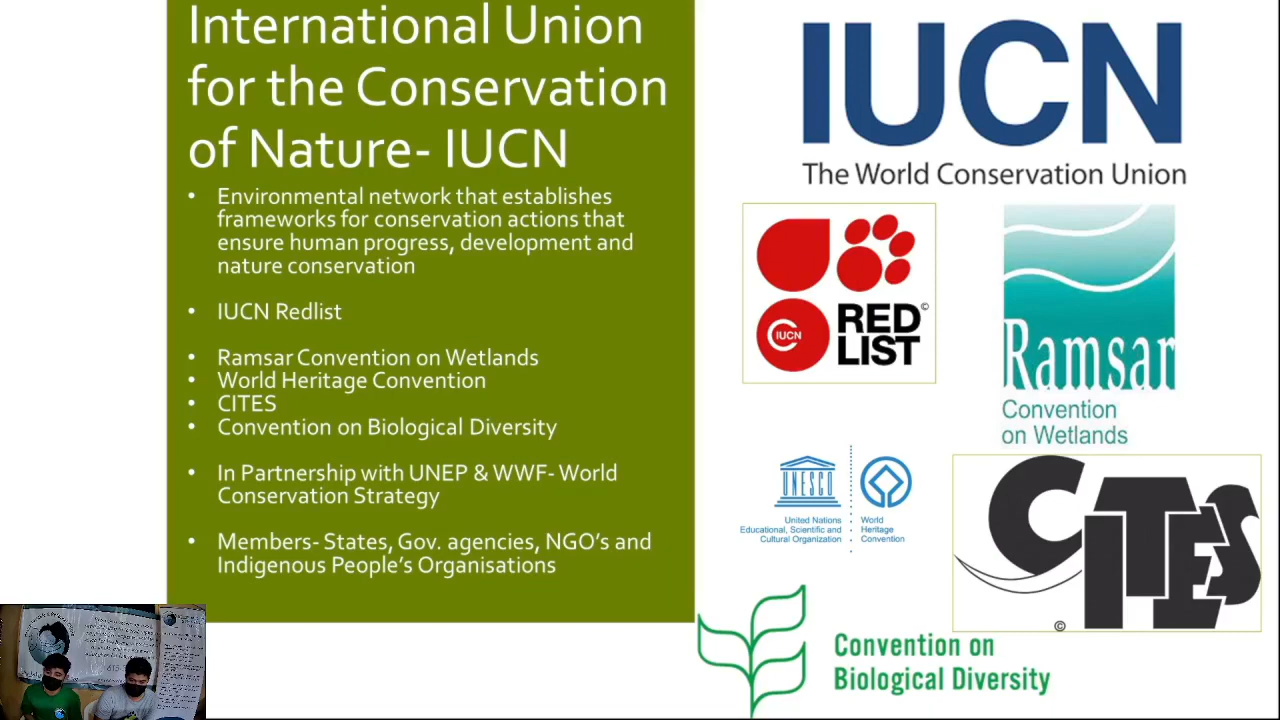 International Union
for the Conservation
of Nature- IUCN
• Environmental network that establishes
frameworks for conservation actions that
ensure human progress, development and
nature conservation
• IUCN Redlist
• Ramsar Convention on Wetlands
• World Heritage Convention
• CITES
• Convention on Biological Diversity
• In Partnership with UNEP & WWF- World
Conservation Strategy
• Members- States, Gov. agencies, NGO's and
Indigenous People's Organisations
IUCN
The World Conservation Union
IUCN
RED ©
LIST
Ramsar
Convention
on Wetlands
UNESCO
United Nations
Educational, Scientific and
Cultural Organization
World
Heritage
Convention
CITES
©
Convention on
Biological Diversity